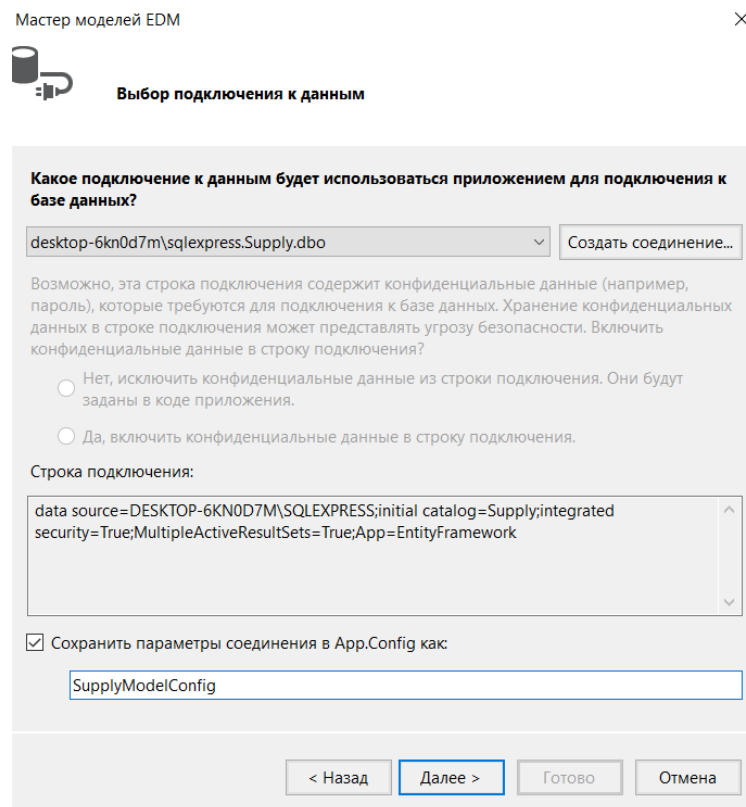 Мастер моделей EDM
Выбор подключения к данным
Какое подключение к данным будет использоваться приложением для подключения к
базе данных?
desktop-6kn0d7m\sqlexpress.Supply.dbo
Создать соединение...
Возможно, эта строка подключения содержит конфиденциальные данные (например,
пароль), которые требуются для подключения к базе данных. Хранение конфиденциальных
данных в строке подключения может представлять угрозу безопасности. Включить
конфиденциальные данные в строку подключения?
Нет, исключить конфиденциальные данные из строки подключения. Они будут
заданы в коде приложения.
Да, включить конфиденциальные данные в строку подключения.
Строка подключения:
data source=DESKTOP-6KN0D7M\SQLEXPRESS;initial catalog=Supply;integrated
security=True;MultipleActiveResultSets=True;App=EntityFramework
Сохранить параметры соединения в App.Config как:
SupplyModelConfig
< Назад
Далее >
Готово
Отмена